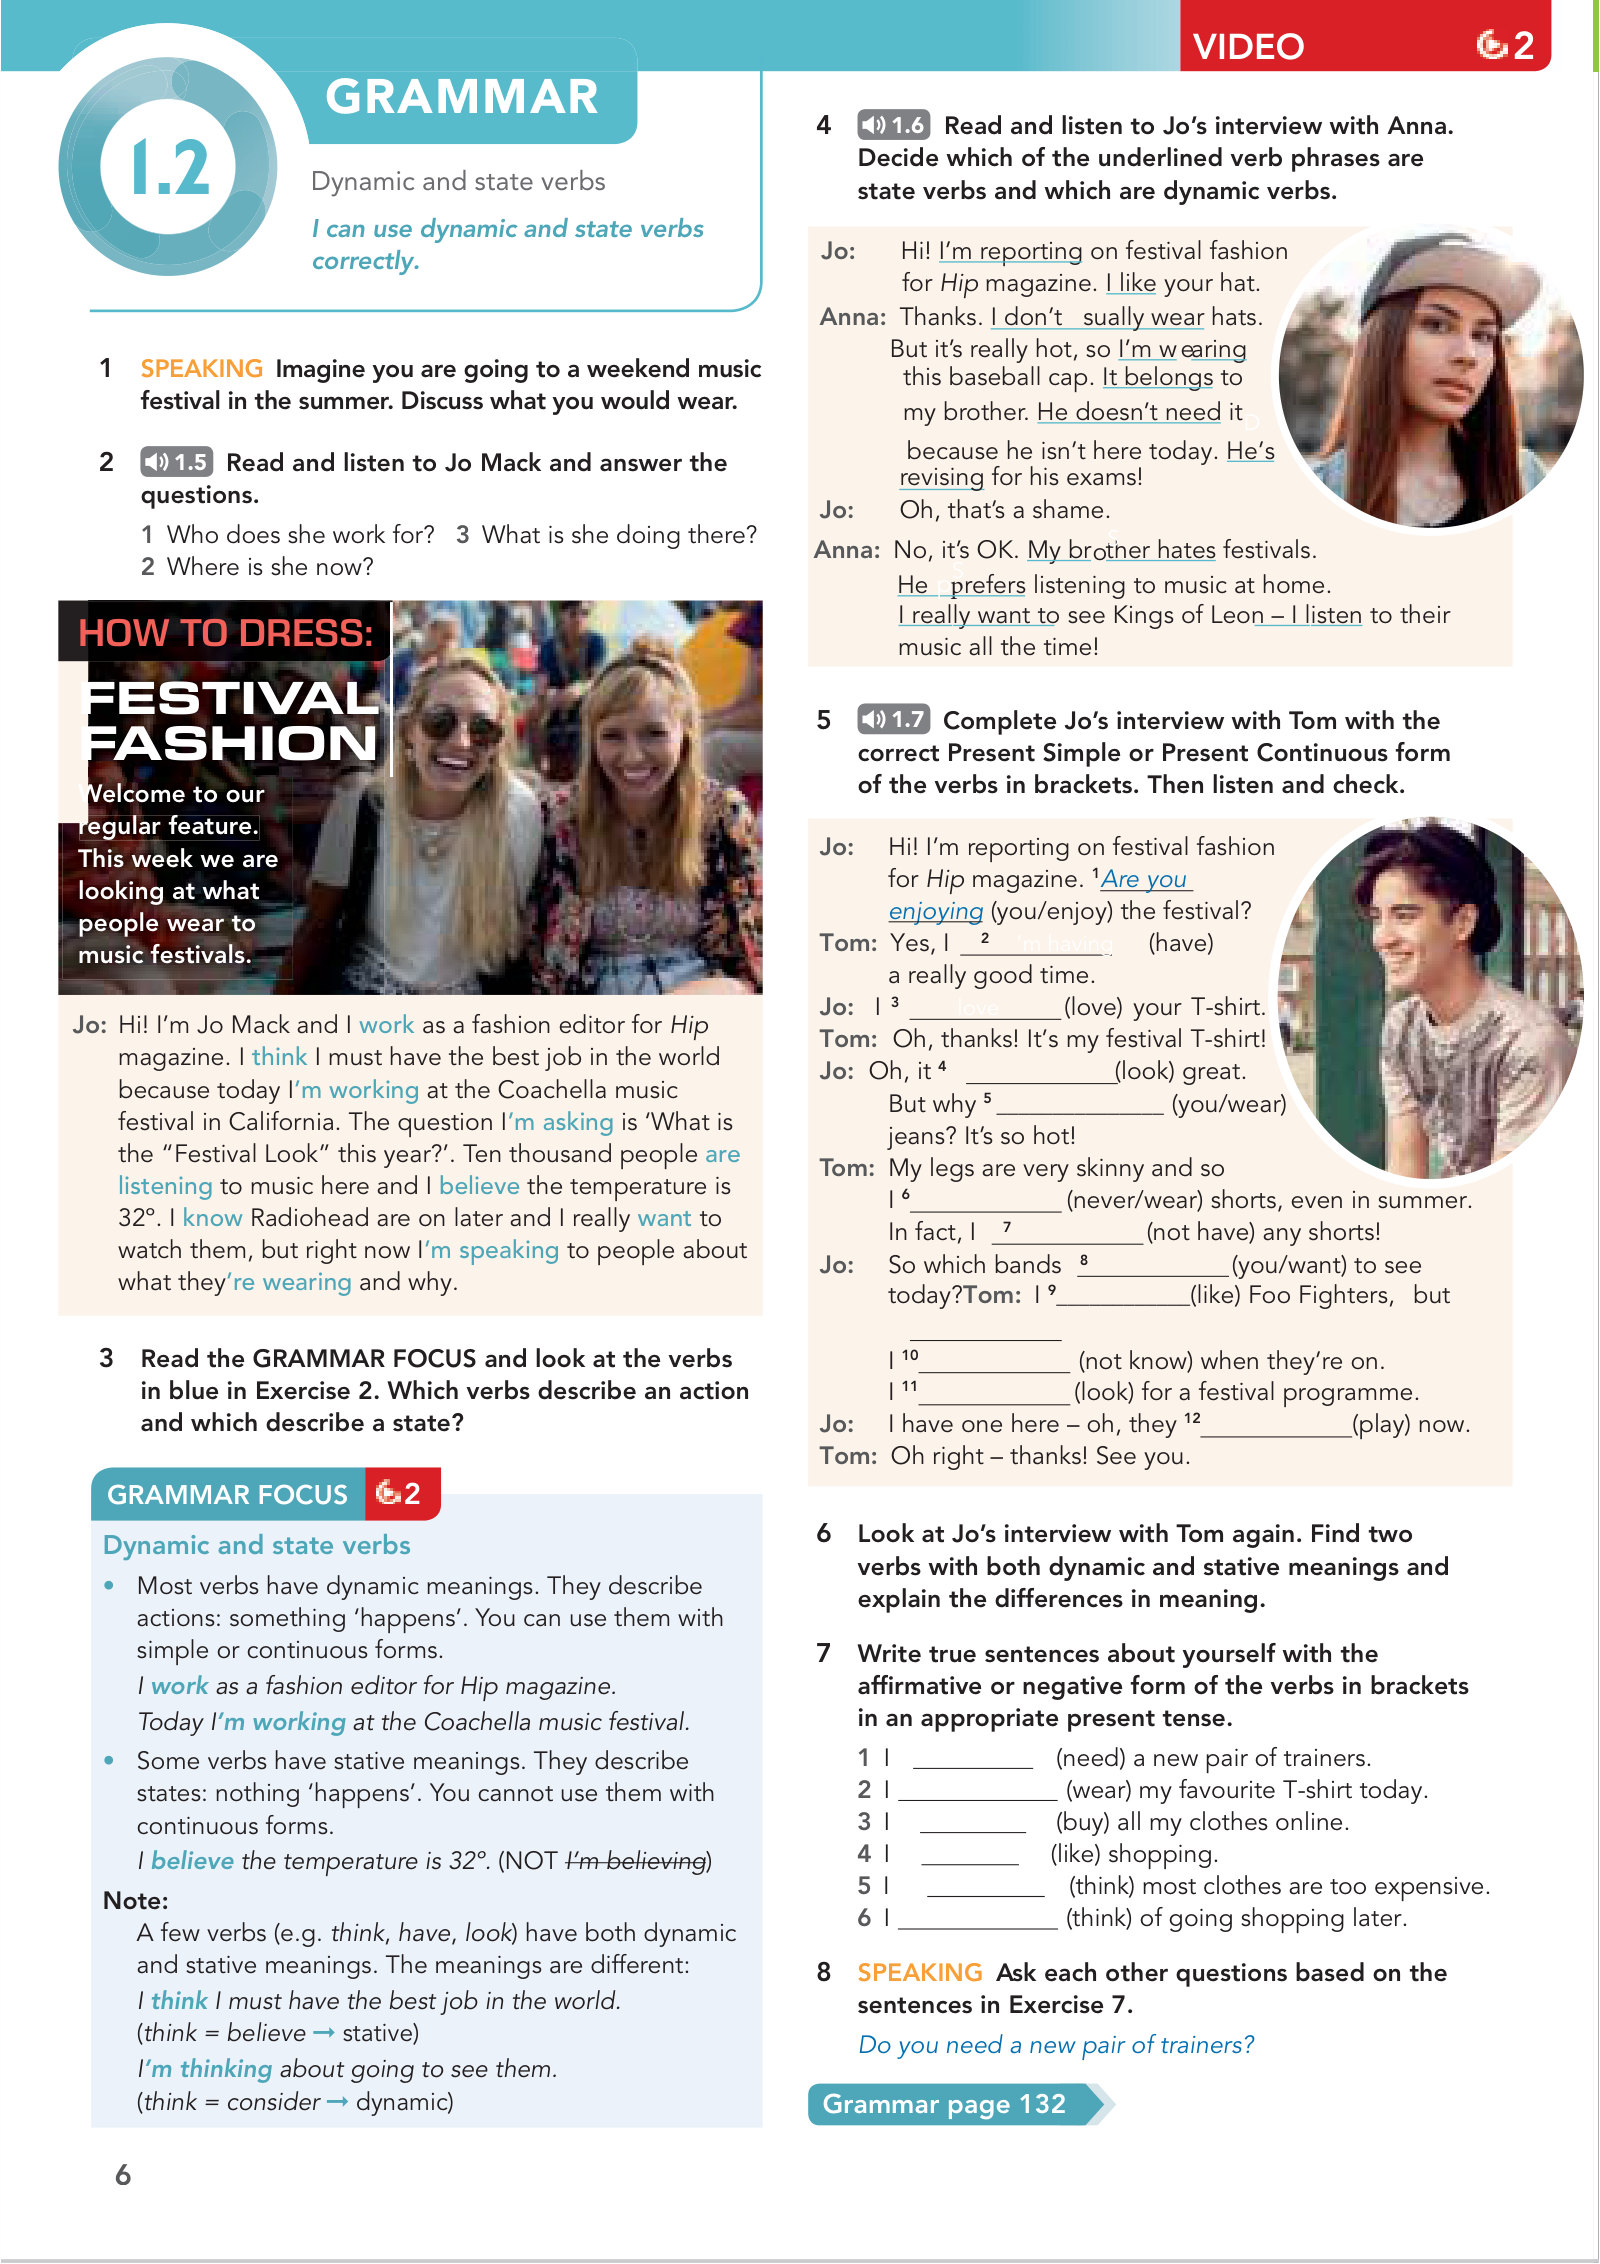 VIDEO 2
1.2
GRAMMAR
Dynamic and state verbs
I can use dynamic and state verbs
correctly.
1 SPEAKING Imagine you are going to a weekend music
festival in the summer. Discuss what you would wear.
2 1.5 Read and listen to Jo Mack and answer the
questions.
1 Who does she work for? 3 What is she doing there?
2 Where is she now?
HOW TO DRESS:
FESTIVAL
FASHION
Welcome to our
regular feature.
This week we are
looking at what
people wear to
music festivals.
Jo: Hi! I'm Jo Mack and I work as a fashion editor for Hip
magazine. I think I must have the best job in the world
because today I'm working at the Coachella music
festival in California. The question I'm asking is 'What is
the "Festival Look" this year?'. Ten thousand people are
listening to music here and I believe the temperature is
32º. I know Radiohead are on later and I really want to
watch them, but right now I'm speaking to people about
what they're wearing and why.
3 Read the GRAMMAR FOCUS and look at the verbs
in blue in Exercise 2. Which verbs describe an action
and which describe a state?
GRAMMAR FOCUS 2
Dynamic and state verbs
• Most verbs have dynamic meanings. They describe
actions: something 'happens'. You can use them with
simple or continuous forms.
I work as a fashion editor for Hip magazine.
Today I'm working at the Coachella music festival.
• Some verbs have stative meanings. They describe
states: nothing 'happens'. You cannot use them with
continuous forms.
I believe the temperature is 32º. (NOT I'm believing)
Note:
A few verbs (e.g. think, have, look) have both dynamic
and stative meanings. The meanings are different:
I think I must have the best job in the world.
(think = believe → stative)
I'm thinking about going to see them.
(think = consider → dynamic)
6
4 1.6 Read and listen to Jo's interview with Anna.
Decide which of the underlined verb phrases are
state verbs and which are dynamic verbs.
Jo: Hi! I'm reporting on festival fashion
for Hip magazine. I like your hat.
Anna: Thanks. I don't sually wear hats.
But it's really hot, so I'm wearing
this baseball cap. It belongs to
my brother. He doesn't need it
because he isn't here today. He's
revising for his exams!
Jo: Oh, that's a shame.
Anna: No, it's OK. My brother hates festivals.
He prefers listening to music at home.
I really want to see Kings of Leon – I listen to their
music all the time!
5 1.7 Complete Jo's interview with Tom with the
correct Present Simple or Present Continuous form
of the verbs in brackets. Then listen and check.
Jo: Hi! I'm reporting on festival fashion
for Hip magazine. 1 Are you
enjoying (you/enjoy) the festival?
Tom: Yes, I 2 'm having (have)
a really good time.
Jo: I 3 love (love) your T-shirt.
Tom: Oh, thanks! It's my festival T-shirt!
Jo: Oh, it 4 ____ (look) great.
But why 5 ____ (you/wear)
jeans? It's so hot!
Tom: My legs are very skinny and so
I 6 ____ (never/wear) shorts, even in summer.
In fact, I 7 ____ (not have) any shorts!
Jo: So which bands 8 ____ (you/want) to see
today?Tom: I 9 ____ (like) Foo Fighters, but
I 10 ____ (not know) when they're on.
I 11 ____ (look) for a festival programme.
Jo: I have one here – oh, they 12 ____ (play) now.
Tom: Oh right – thanks! See you.
6 Look at Jo's interview with Tom again. Find two
verbs with both dynamic and stative meanings and
explain the differences in meaning.
7 Write true sentences about yourself with the
affirmative or negative form of the verbs in brackets
in an appropriate present tense.
1 I ____ (need) a new pair of trainers.
2 I ____ (wear) my favourite T-shirt today.
3 I ____ (buy) all my clothes online.
4 I ____ (like) shopping.
5 I ____ (think) most clothes are too expensive.
6 I ____ (think) of going shopping later.
8 SPEAKING Ask each other questions based on the
sentences in Exercise 7.
Do you need a new pair of trainers?
Grammar page 132